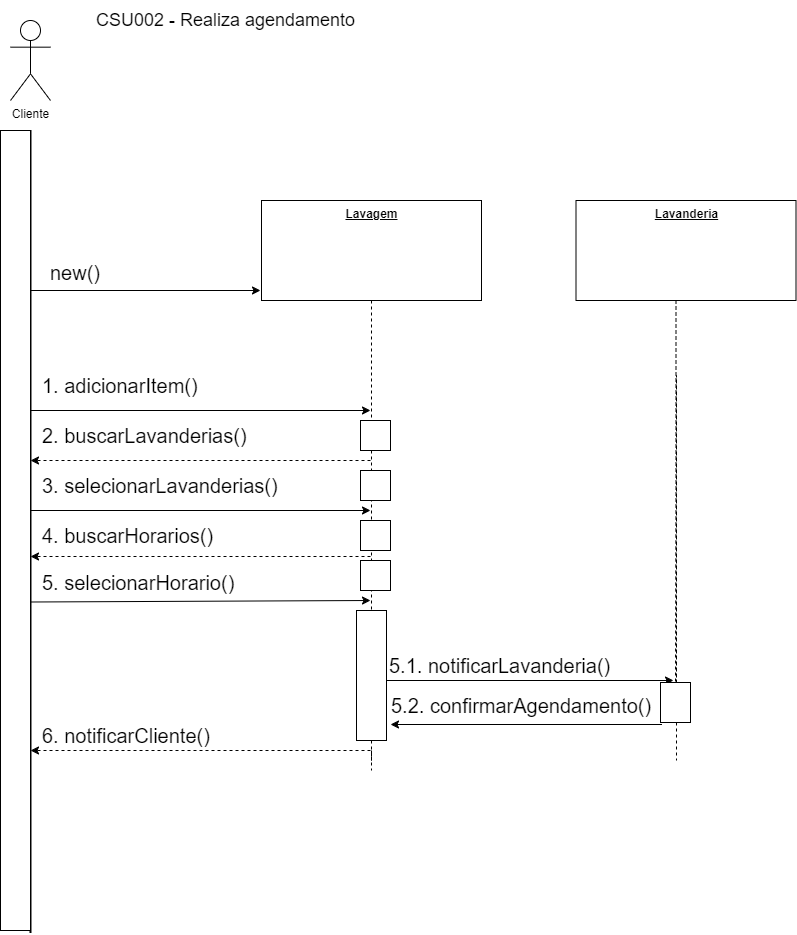 CSU002 - Realiza agendamento
Cliente
Lavagem
Lavanderia
new()
1. adicionarItem()
2. buscarLavanderias()
3. selecionarLavanderias()
4. buscarHorarios()
5. selecionarHorario()
5.1. notificarLavanderia()
5.2. confirmarAgendamento()
6. notificarCliente()